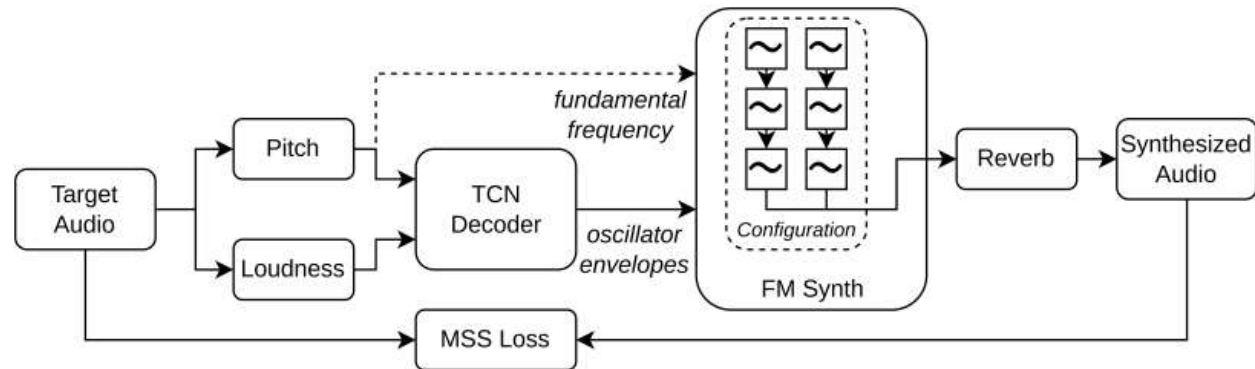 Target
Audio
Pitch
Loudness
TCN
Decoder
fundamental
frequency
oscillator
envelopes
Configuration
FM Synth
Reverb
Synthesized
Audio
MSS Loss